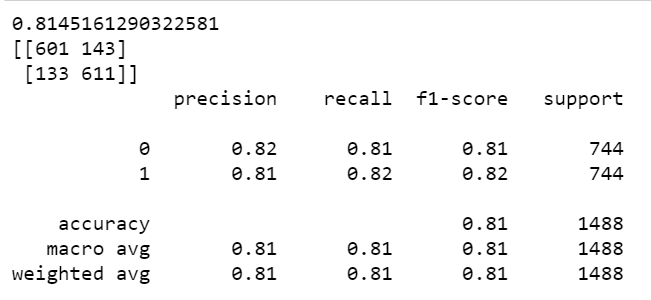 0.8145161290322581
[[601 143]
[133 611]]
precision recall f1-score support
0 0.82 0.81 0.81 744
1 0.81 0.82 0.82 744
accuracy 0.81 1488
macro avg 0.81 0.81 0.81 1488
weighted avg 0.81 0.81 0.81 1488